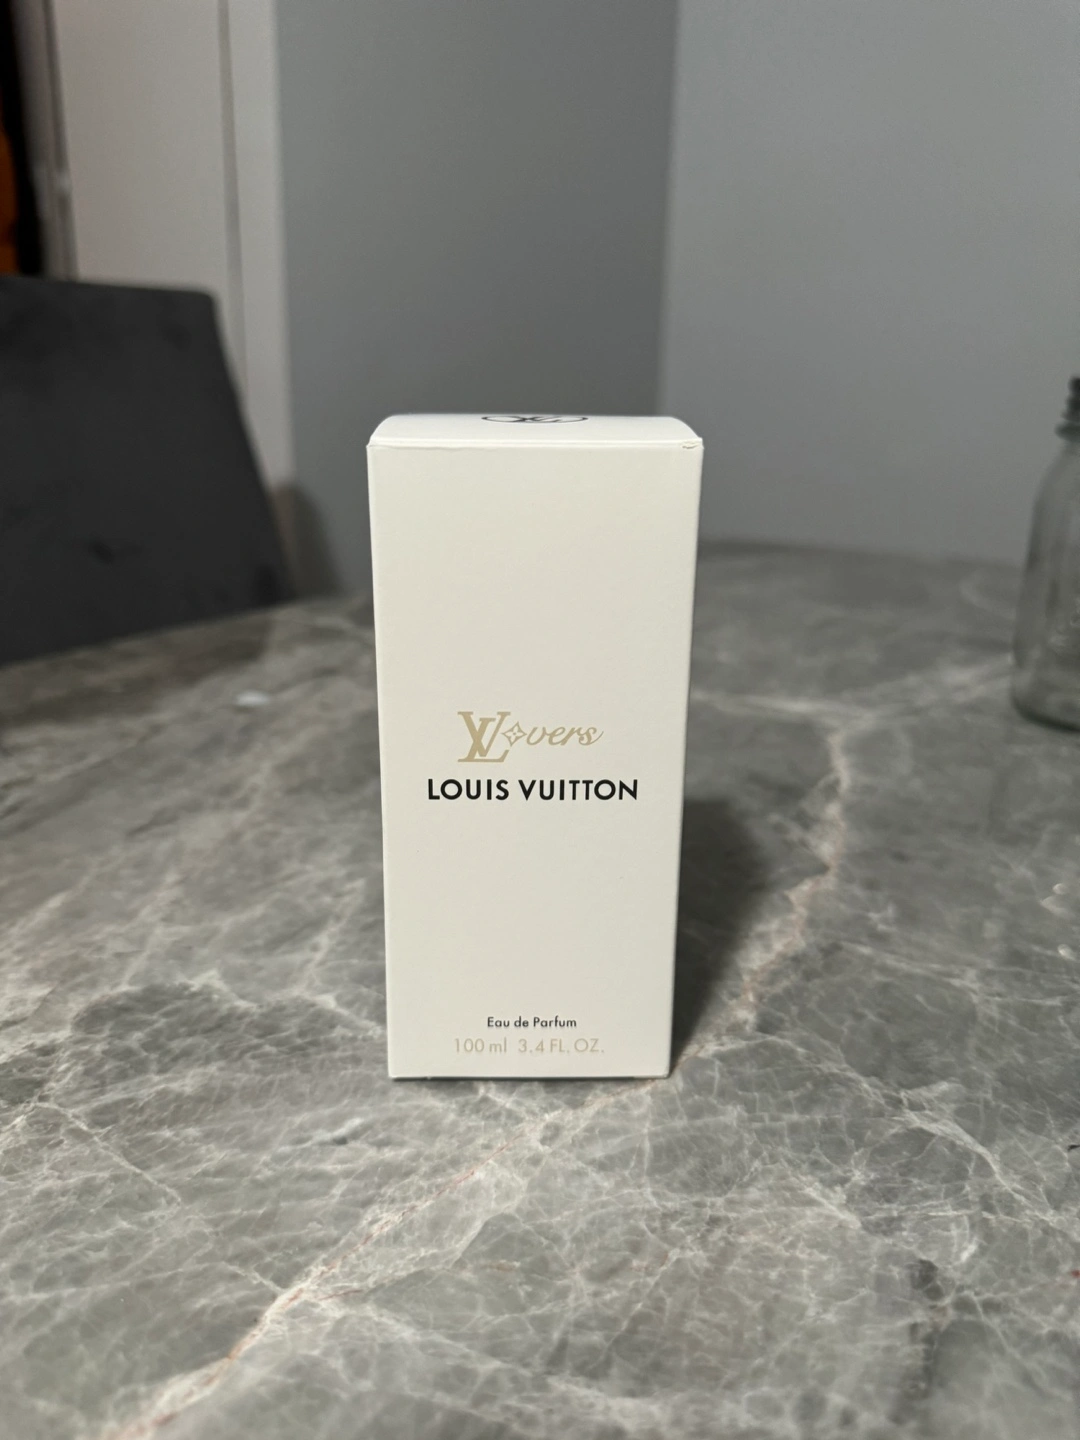 LVovers
LOUIS VUITTON
Eau de Parfum
100 ml 3.4 FL. OZ.